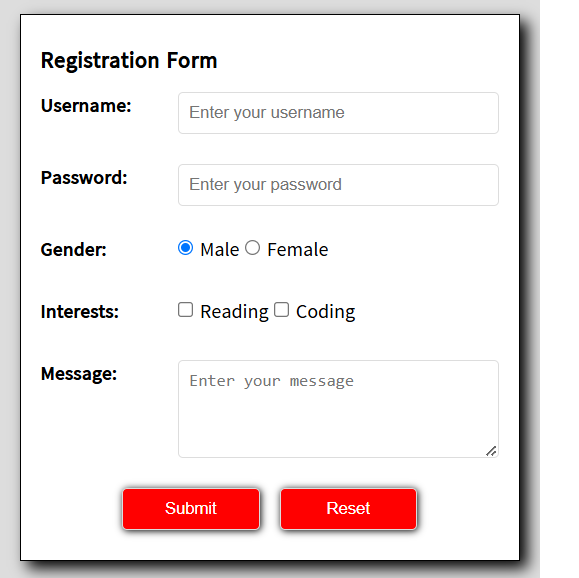 Registration Form
Username: Enter your username
Password: Enter your password
Gender: Male Female
Interests: Reading Coding
Message: Enter your message
Submit Reset